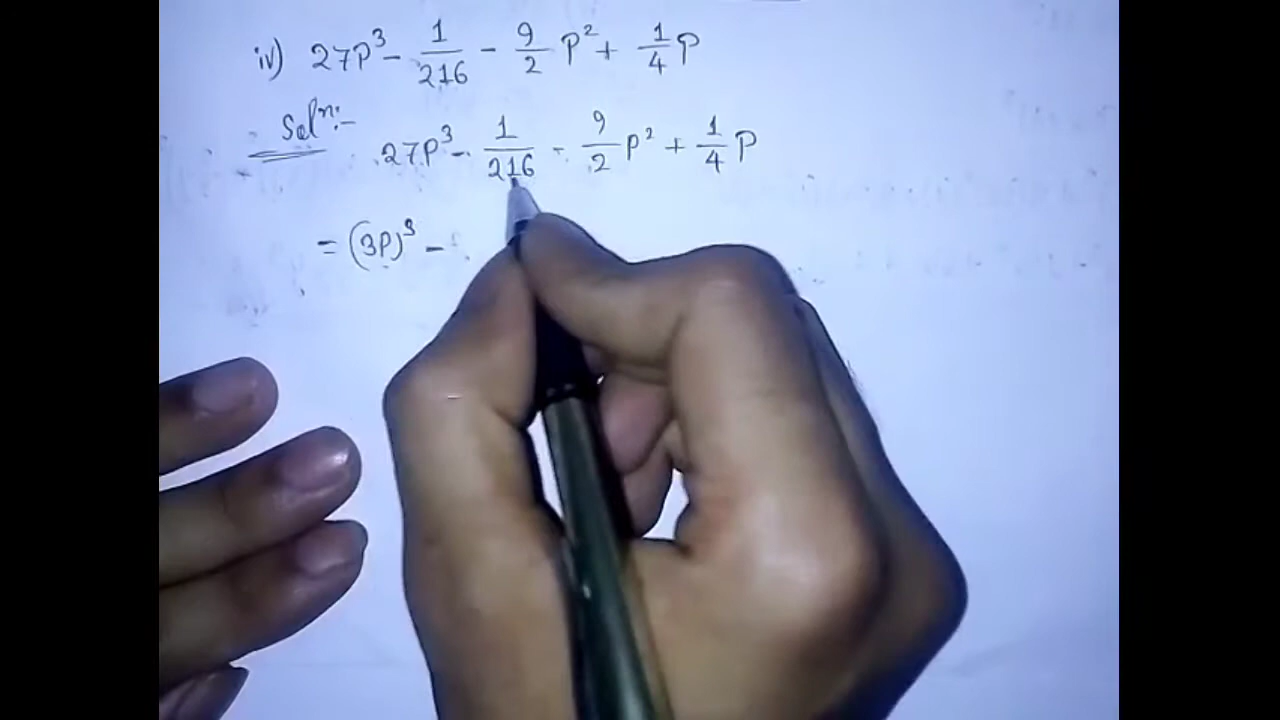 iv) 27P³ - 1/216 - 9/2 P² + 1/4 P
Solⁿ:-
27P³ - 1/216 - 9/2 P² + 1/4 P
= (3P)³ -